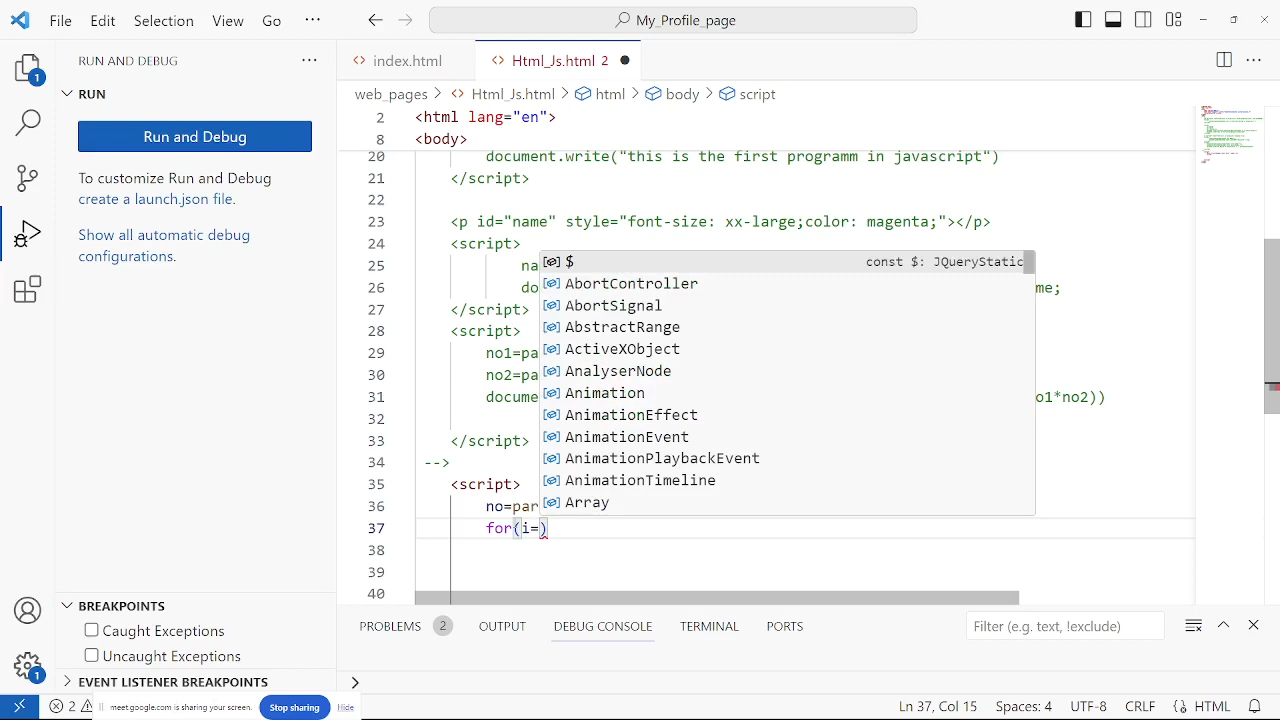 File Edit Selection View Go ··· My_Profile_page
RUN AND DEBUG ···
RUN
Run and Debug
To customize Run and Debug
create a launch.json file.
Show all automatic debug
configurations.
BREAKPOINTS
Caught Exceptions
Uncaught Exceptions
EVENT LISTENER BREAKPOINTS
1
1
index.html
Html_Js.html 2
web_pages > Html_Js.html > html > body > script
2 <html lang="en">
8 <body>
20 document.write("this is the first programm in javascript")
21 </script>
22
23 <p id="name" style="font-size: xx-large;color: magenta;"></p>
24 <script>
25 na
26 do me;
27 </script>
28 <script>
29 no1=pa
30 no2=pa
31 docume o1*no2))
32
33 </script>
34 -->
35 <script>
36 no=par
37 for(i=)
38
39
40
$ const $: JQueryStatic
AbortController
AbortSignal
AbstractRange
ActiveXObject
AnalyserNode
Animation
AnimationEffect
AnimationEvent
AnimationPlaybackEvent
AnimationTimeline
Array
PROBLEMS 2 OUTPUT DEBUG CONSOLE TERMINAL PORTS Filter (e.g. text, !exclude)
>
2 meet.google.com is sharing your screen. Stop sharing Hide
Ln 37, Col 15 Spaces: 4 UTF-8 CRLF {} HTML